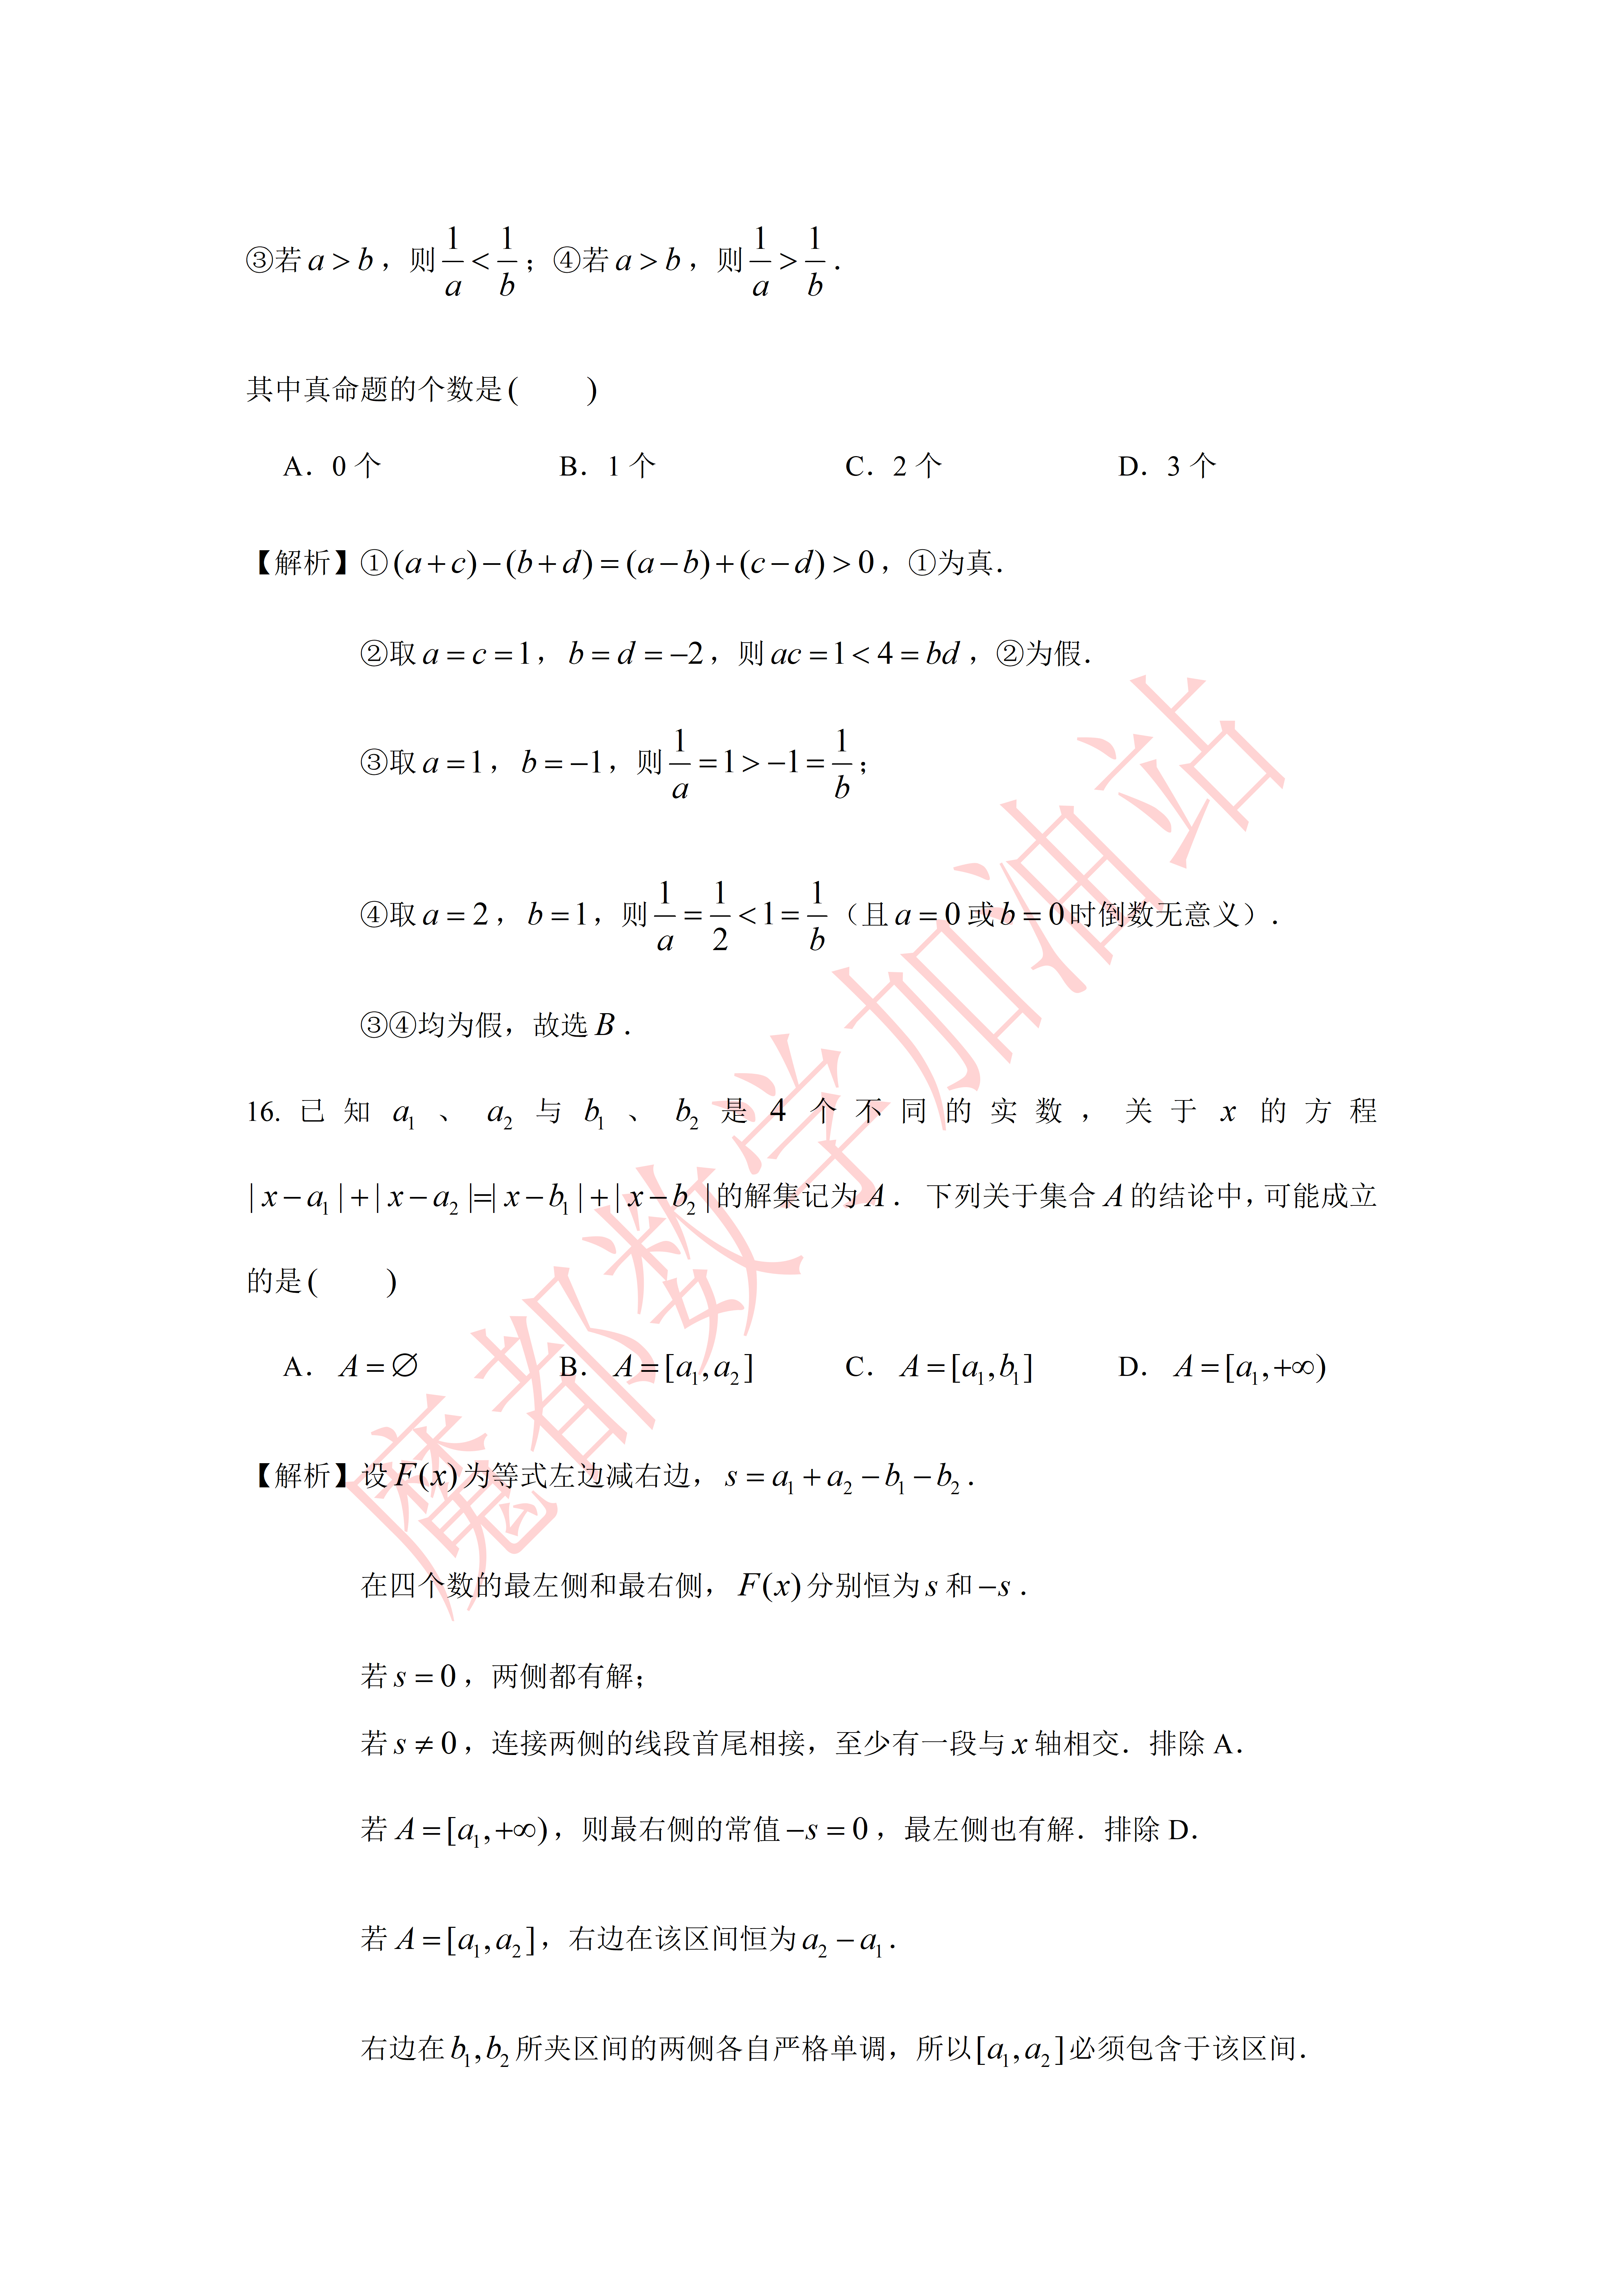 ③若 a > b ，则 1/a < 1/b ；④若 a > b ，则 1/a > 1/b ．
其中真命题的个数是 (  )
A．0 个 B．1 个 C．2 个 D．3 个
【解析】① (a + c) − (b + d) = (a − b) + (c − d) > 0 ，①为真．
②取 a = c = 1 ， b = d = −2 ，则 ac = 1 < 4 = bd ，②为假．
③取 a = 1 ， b = −1 ，则 1/a = 1 > −1 = 1/b ；
④取 a = 2 ， b = 1 ，则 1/a = 1/2 < 1 = 1/b （且 a = 0 或 b = 0 时倒数无意义）．
③④均为假，故选 B ．
16. 已知 a₁ 、 a₂ 与 b₁ 、 b₂ 是 4 个不同的实数，关于 x 的方程
| x − a₁ | + | x − a₂ |=| x − b₁ | + | x − b₂ | 的解集记为 A ．下列关于集合 A 的结论中，可能成立
的是 (  )
A． A = ∅ B． A = [a₁, a₂] C． A = [a₁, b₁] D． A = [a₁, +∞)
【解析】设 F(x) 为等式左边减右边， s = a₁ + a₂ − b₁ − b₂ ．
在四个数的最左侧和最右侧， F(x) 分别恒为 s 和 −s ．
若 s = 0 ，两侧都有解；
若 s ≠ 0 ，连接两侧的线段首尾相接，至少有一段与 x 轴相交．排除 A．
若 A = [a₁, +∞) ，则最右侧的常值 −s = 0 ，最左侧也有解．排除 D．
若 A = [a₁, a₂] ，右边在该区间恒为 a₂ − a₁ ．
右边在 b₁, b₂ 所夹区间的两侧各自严格单调，所以 [a₁, a₂] 必须包含于该区间．
魔都数学加油站